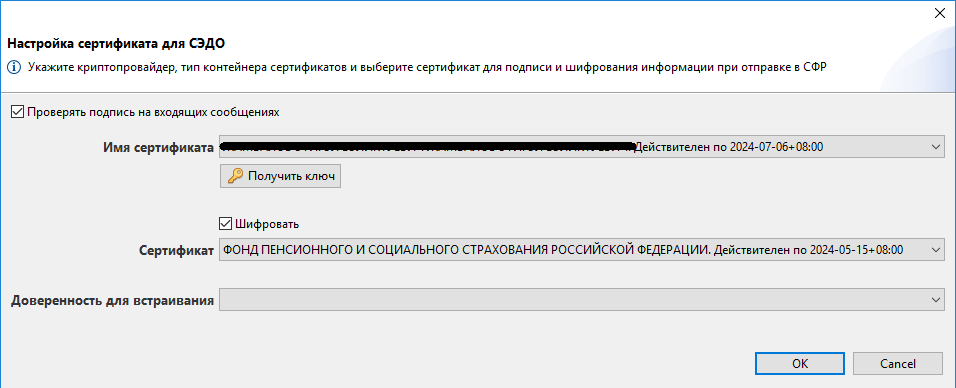 Настройка сертификата для СЭДО
Укажите криптопровайдер, тип контейнера сертификатов и выберите сертификат для подписи и шифрования информации при отправке в СФР
Проверять подпись на входящих сообщениях
Имя сертификата
Действителен по 2024-07-06+08:00
Получить ключ
Шифровать
Сертификат
ФОНД ПЕНСИОННОГО И СОЦИАЛЬНОГО СТРАХОВАНИЯ РОССИЙСКОЙ ФЕДЕРАЦИИ. Действителен по 2024-05-15+08:00
Доверенность для встраивания
OK
Cancel